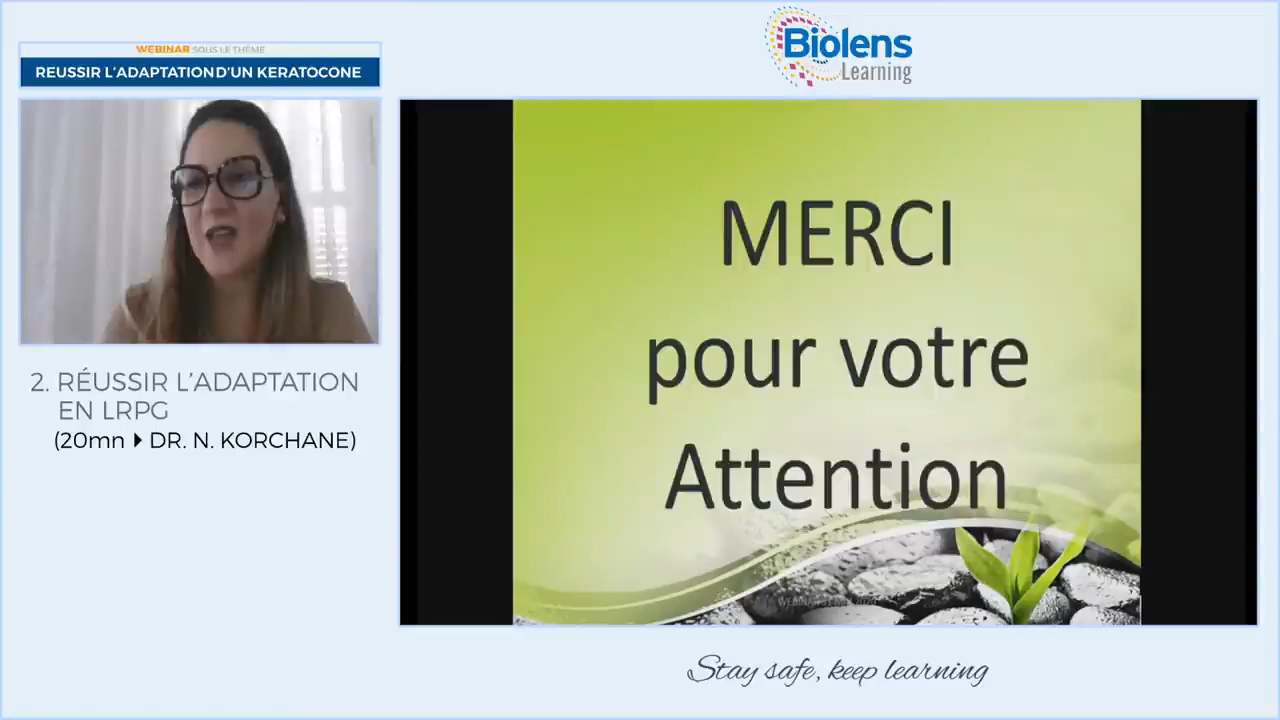 WEBINAR SOUS LE THÈME
REUSSIR L'ADAPTATION D'UN KERATOCONE
Biolens
Learning
2. RÉUSSIR L'ADAPTATION
EN LRPG
(20mn DR. N. KORCHANE)
MERCI
pour votre
Attention
WEBINAR
Stay safe, keep learning